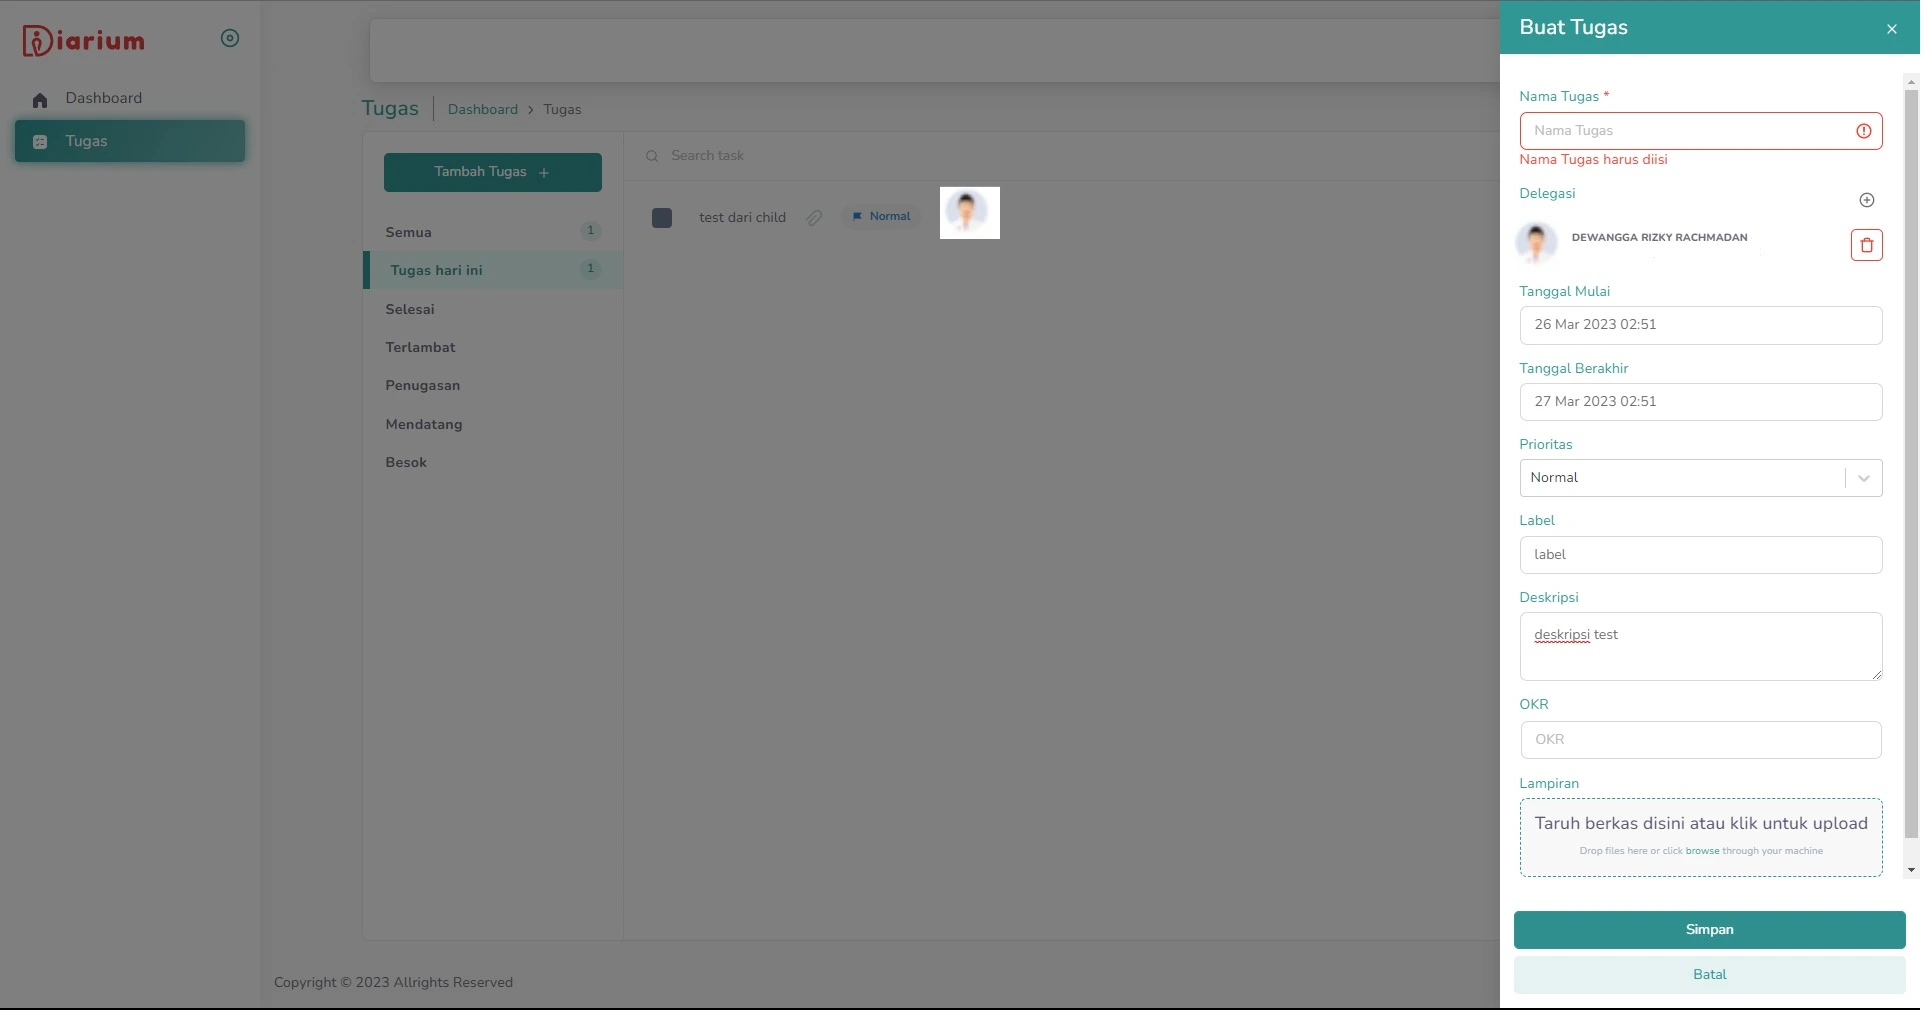 Diarium
Dashboard
Tugas
Tugas
Dashboard > Tugas
Tambah Tugas +
Semua 1
Tugas hari ini 1
Selesai
Terlambat
Penugasan
Mendatang
Besok
Search task
test dari child Normal
Copyright © 2023 Allrights Reserved
Buat Tugas ×
Nama Tugas *
Nama Tugas
Nama Tugas harus diisi
Delegasi
DEWANGGA RIZKY RACHMADAN
Tanggal Mulai
26 Mar 2023 02:51
Tanggal Berakhir
27 Mar 2023 02:51
Prioritas
Normal
Label
label
Deskripsi
deskripsi test
OKR
OKR
Lampiran
Taruh berkas disini atau klik untuk upload
Drop files here or click browse through your machine
Simpan
Batal